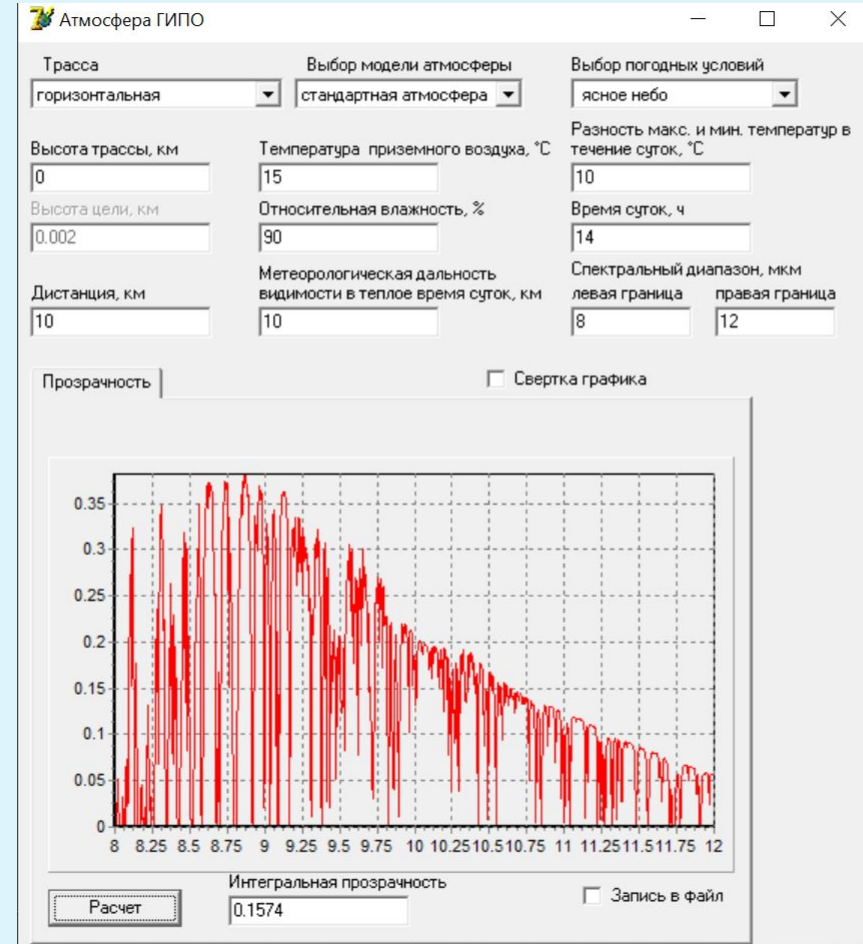 Атмосфера ГИПО
Трасса
Выбор модели атмосферы
Выбор погодных условий
горизонтальная
стандартная атмосфера
ясное небо
Высота трассы, км
Температура приземного воздуха, °C
Разность макс. и мин. температур в
течение суток, °C
0
15
10
Высота цели, км
Относительная влажность, %
Время суток, ч
0.002
90
14
Дистанция, км
Метеорологическая дальность
видимости в теплое время суток, км
Спектральный диапазон, мкм
левая граница
правая граница
10
10
8
12
Прозрачность
Свертка графика
0.35
0.3
0.25
0.2
0.15
0.1
0.05
0
8 8.25 8.5 8.75 9 9.25 9.5 9.75 10 10.25 10.5 10.75 11 11.25 11.5 11.75 12
Расчет
Интегральная прозрачность
0.1574
Запись в файл